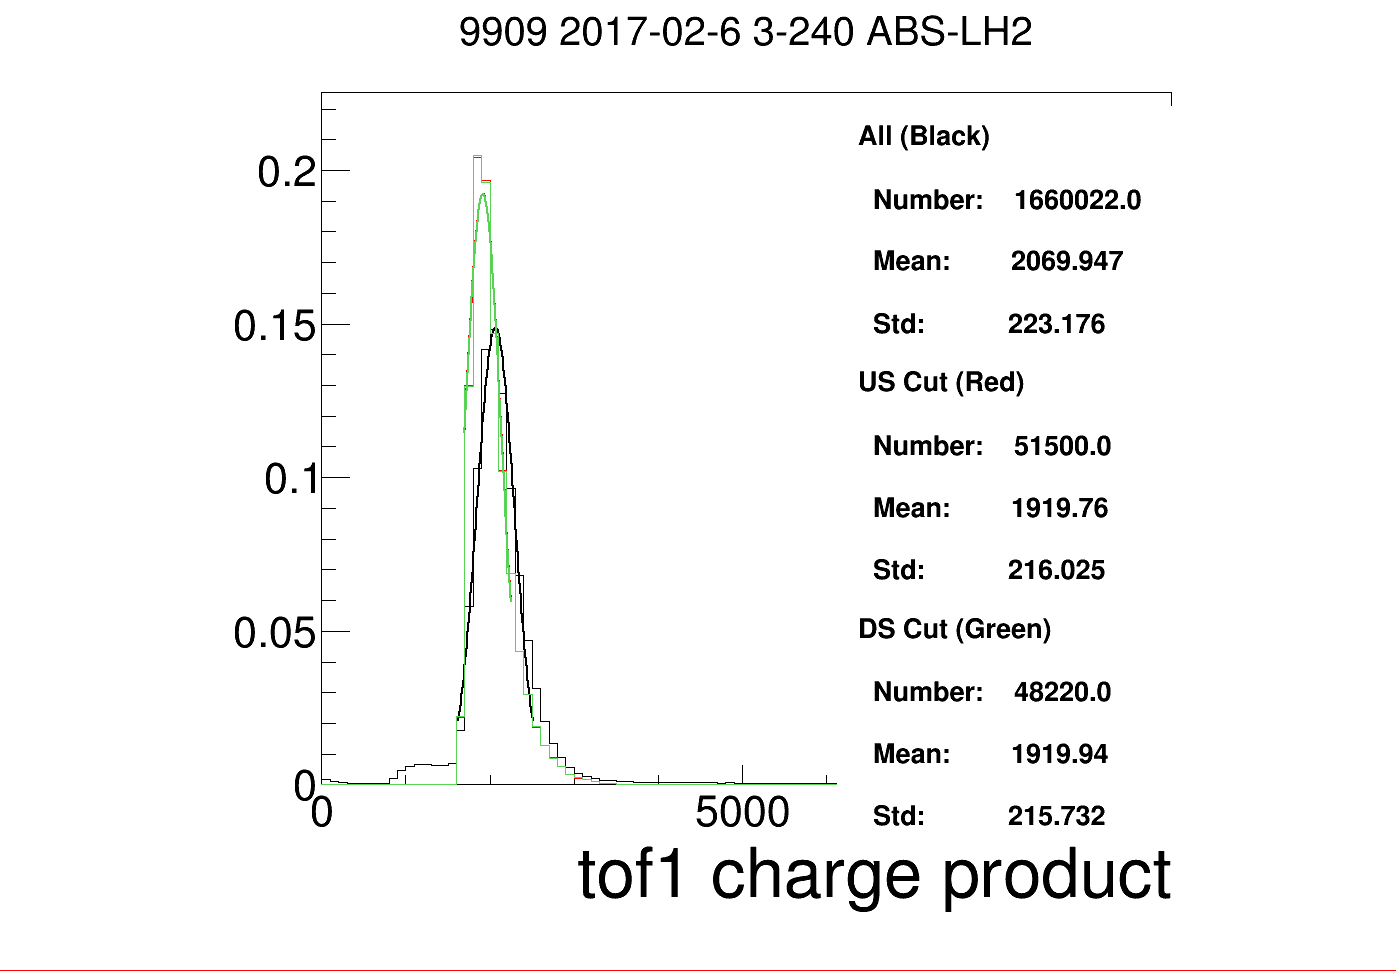 9909 2017-02-6 3-240 ABS-LH2
All (Black)
0.2
Number: 1660022.0
Mean: 2069.947
0.15
Std: 223.176
US Cut (Red)
Number: 51500.0
0.1
Mean: 1919.76
Std: 216.025
0.05
DS Cut (Green)
Number: 48220.0
Mean: 1919.94
0
0 5000
Std: 215.732
tof1 charge product